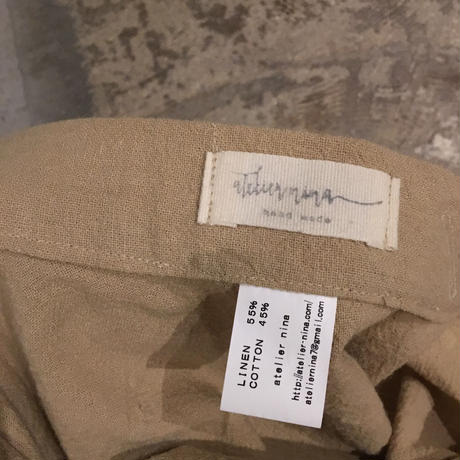 atelier nina
hand made
LINEN 55%
COTTON 45%
atelier nina
http://atelier-nina.com/
ateliernina7@gmail.com